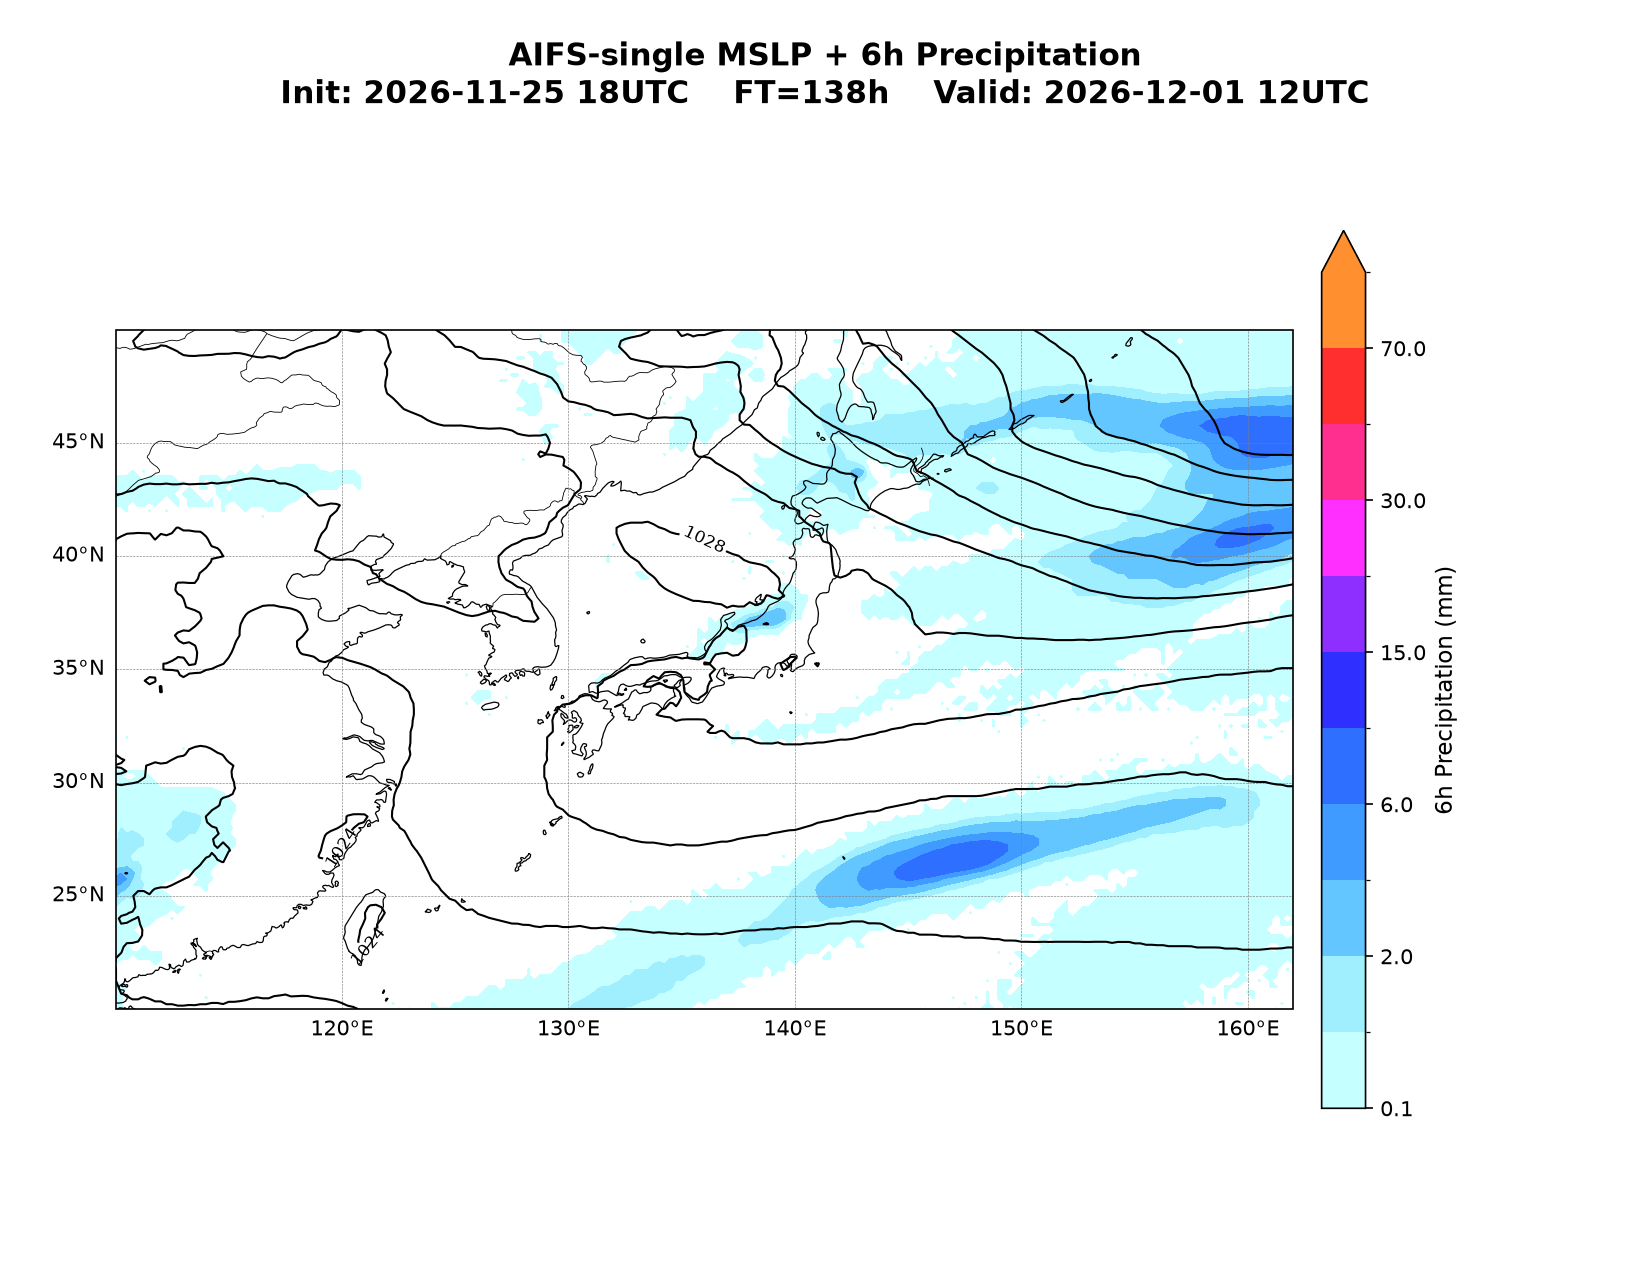 AIFS-single MSLP + 6h Precipitation
Init: 2026-11-25 18UTC    FT=138h    Valid: 2026-12-01 12UTC
70.0
30.0
15.0
6.0
2.0
0.1
6h Precipitation (mm)
45°N
40°N
35°N
30°N
25°N
1028
1024
120°E
130°E
140°E
150°E
160°E